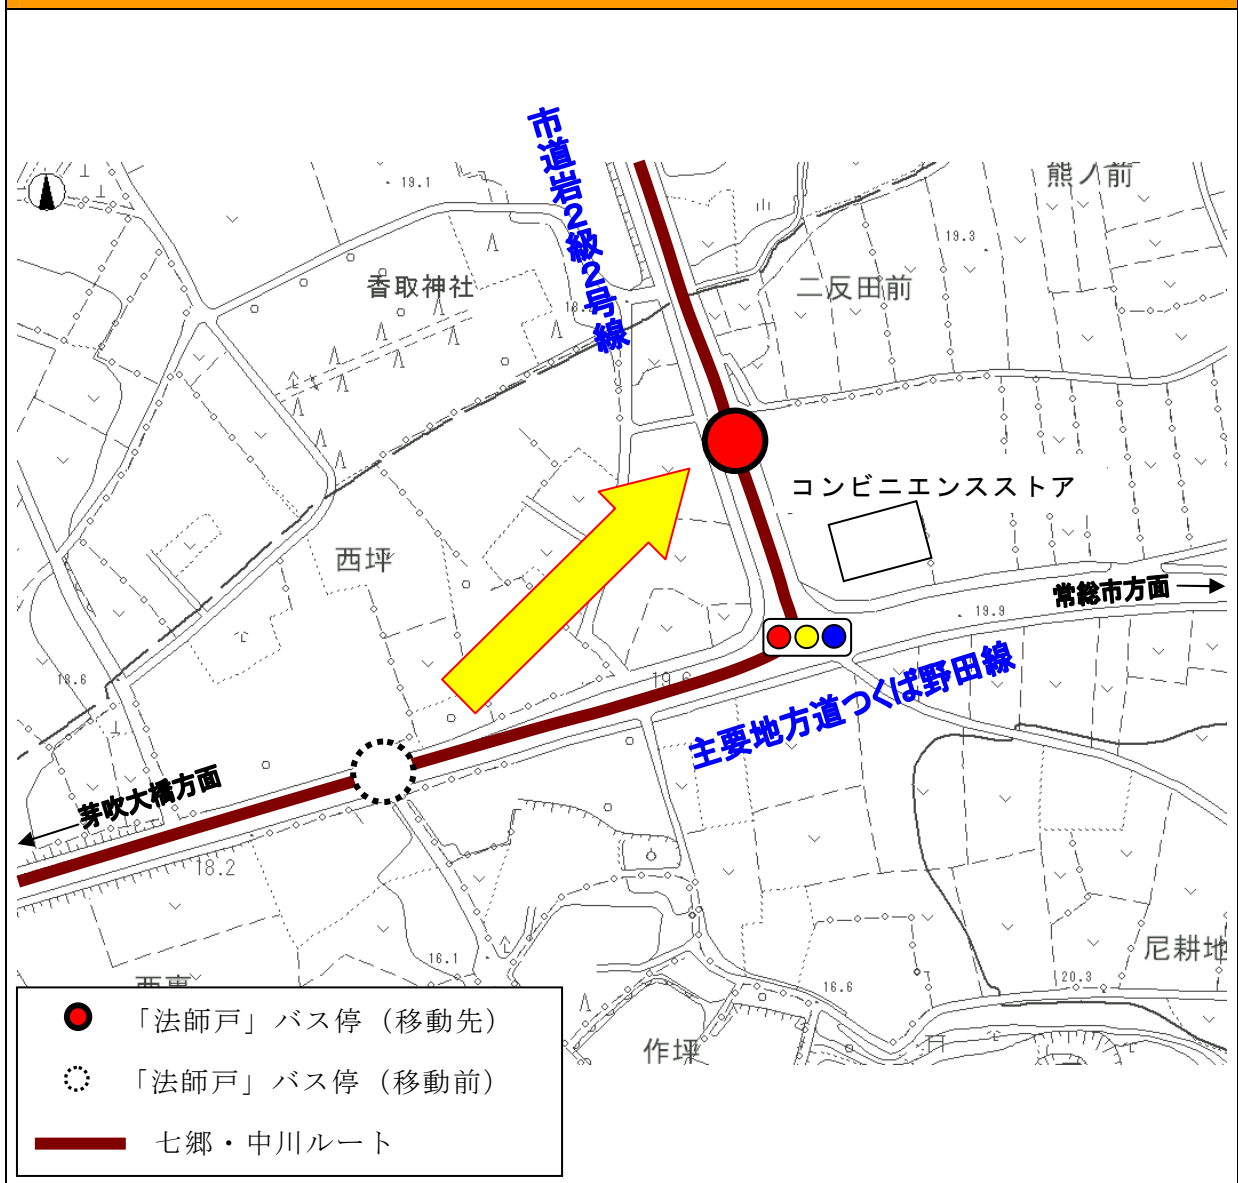 市道岩2級2号線
熊ノ前
19.1
19.3
香取神社
二反田前
コンビニエンスストア
西坪
常総市方面
19.9
19.6
主要地方道つくば野田線
芽吹大橋方面
18.2
16.1
尼耕地
20.3
16.6
作坪
「法師戸」バス停（移動先）
「法師戸」バス停（移動前）
七郷・中川ルート